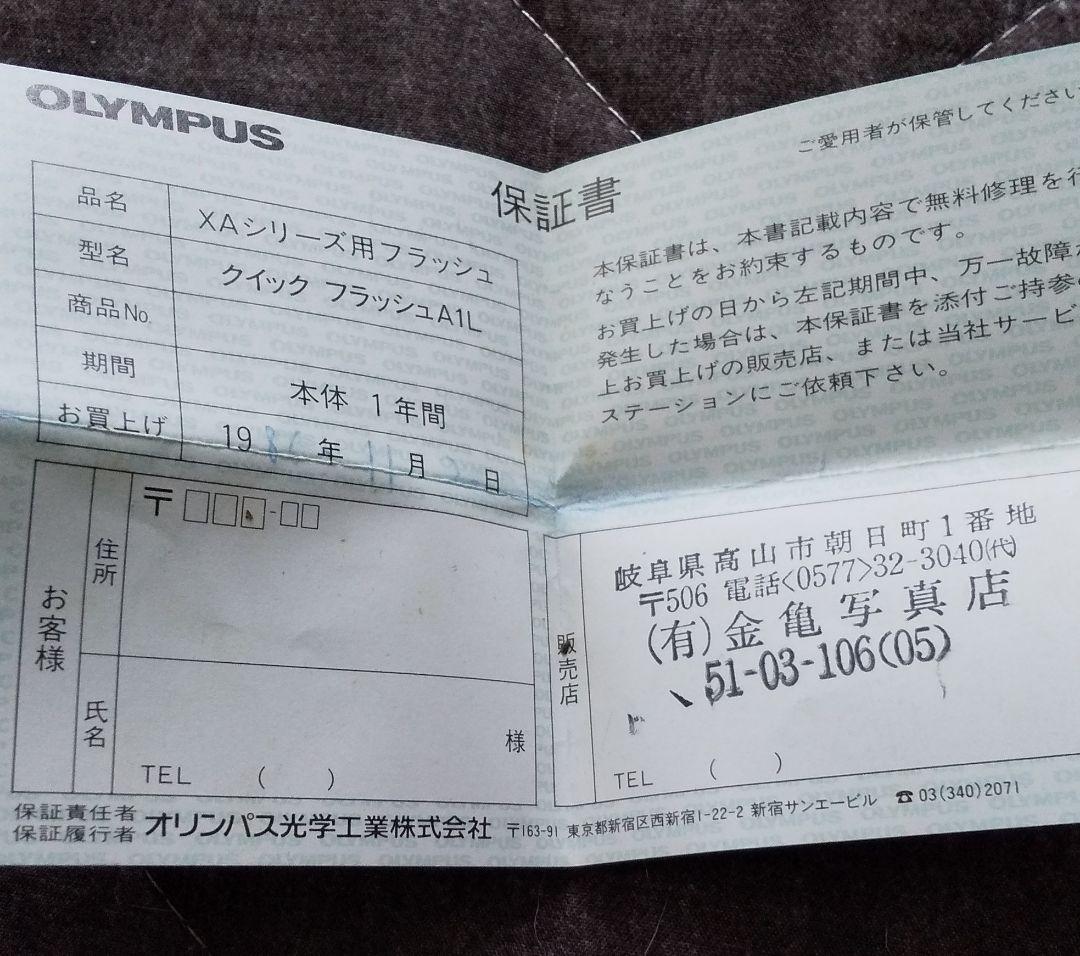 OLYMPUS
保証書
品名 XAシリーズ用フラッシュ
型名 クイック フラッシュA1L
商品No.
期間 本体 1年間
お買上げ 198 年 11 月 日
お客様
住所
〒 -
氏名
様
TEL ( )
ご愛用者が保管してください
本保証書は、本書記載内容で無料修理を行
なうことをお約束するものです。
お買上げの日から左記期間中、万一故障が
発生した場合は、本保証書を添付ご持参の
上お買上げの販売店、または当社サービ
ステーションにご依頼下さい。
販売店
岐阜県高山市朝日町1番地
〒506 電話<0577>32-3040(代)
(有)金亀写真店
51-03-106(05)
TEL ( )
保証責任者
保証履行者
オリンパス光学工業株式会社 〒163-91 東京都新宿区西新宿1-22-2 新宿サンエービル ☎03(340)2071